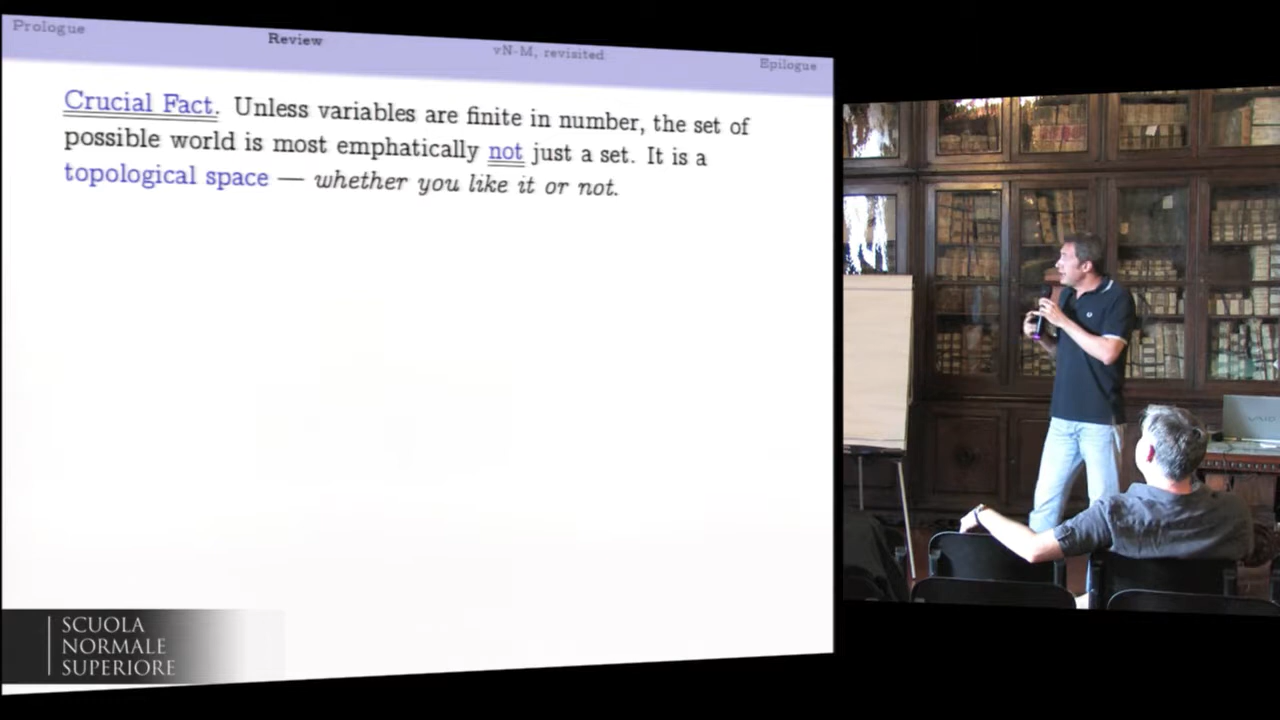 Prologue
Review
vN-M, revisited
Epilogue
Crucial Fact. Unless variables are finite in number, the set of
possible world is most emphatically not just a set. It is a
topological space — whether you like it or not.
SCUOLA
NORMALE
SUPERIORE
VAIO